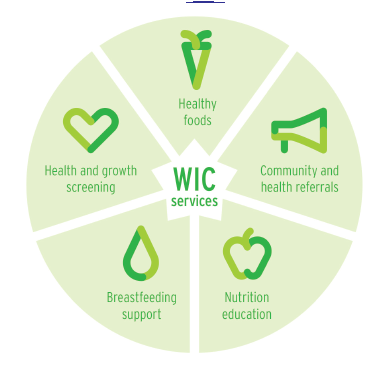 Healthy
foods
Health and growth
screening
Community and
health referrals
WIC
services
Breastfeeding
support
Nutrition
education